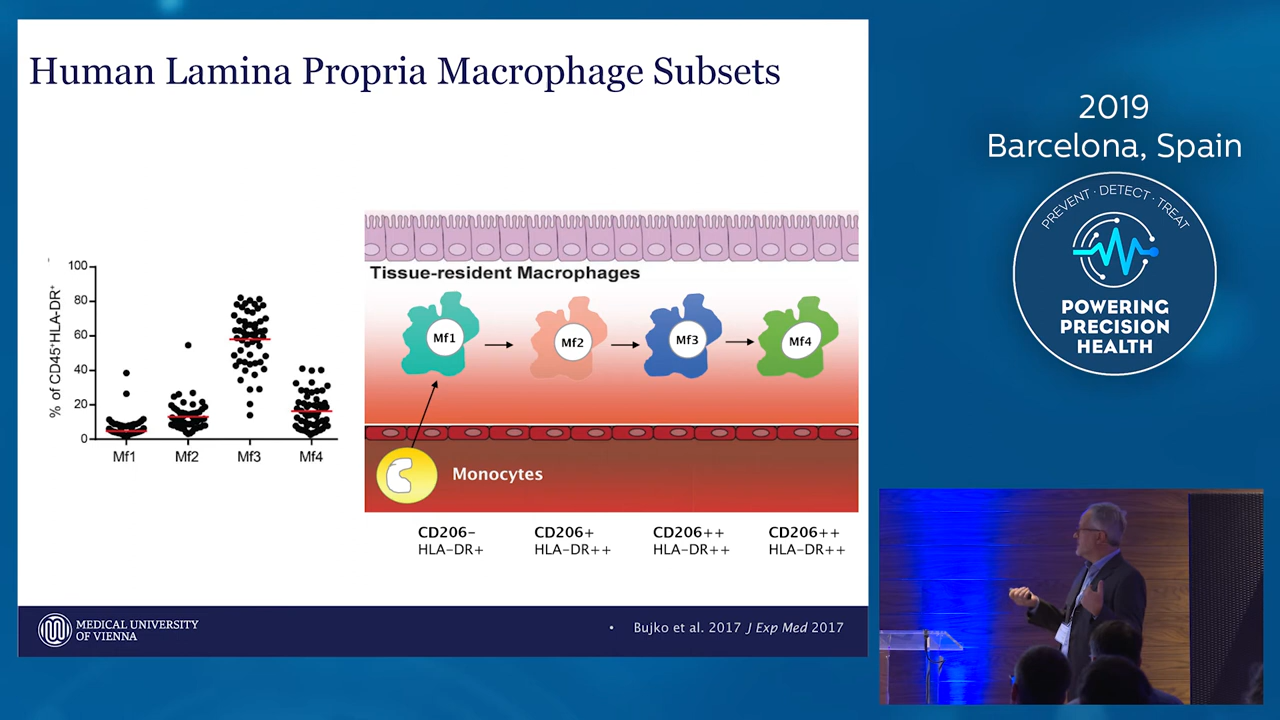 Human Lamina Propria Macrophage Subsets
% of CD45⁺HLA-DR⁺
100
80
60
40
20
0
Mf1
Mf2
Mf3
Mf4
Tissue-resident Macrophages
Mf1
Mf2
Mf3
Mf4
Monocytes
CD206-
HLA-DR+
CD206+
HLA-DR++
CD206++
HLA-DR++
CD206++
HLA-DR++
MEDICAL UNIVERSITY
OF VIENNA
• Bujko et al. 2017 J Exp Med 2017
2019
Barcelona, Spain
PREVENT · DETECT · TREAT
POWERING
PRECISION
HEALTH